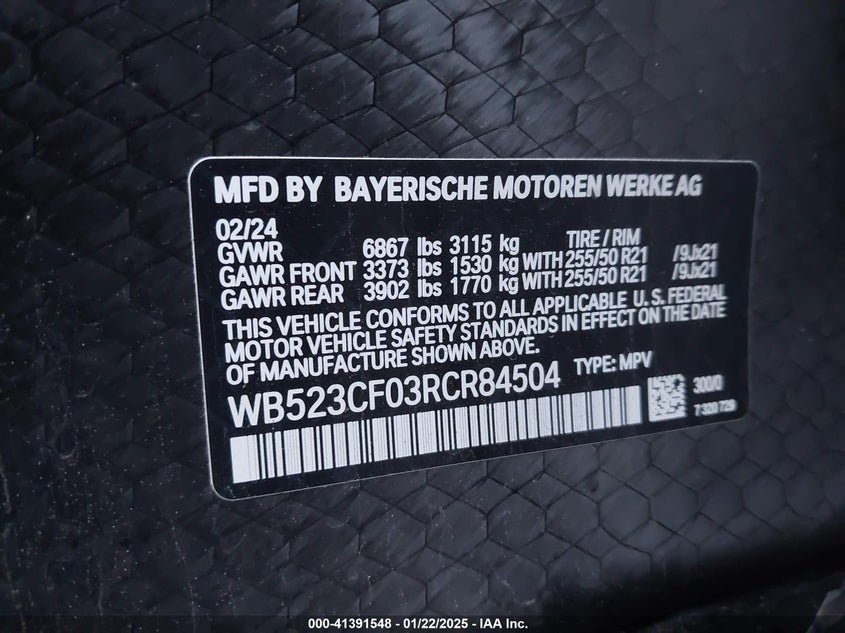 MFD BY BAYERISCHE MOTOREN WERKE AG
02/24 TIRE / RIM
GVWR 6867 lbs 3115 kg
GAWR FRONT 3373 lbs 1530 kg WITH 255/50 R21 /9Jx21
GAWR REAR 3902 lbs 1770 kg WITH 255/50 R21 /9Jx21
THIS VEHICLE CONFORMS TO ALL APPLICABLE U.S. FEDERAL
MOTOR VEHICLE SAFETY STANDARDS IN EFFECT ON THE DATE
OF MANUFACTURE SHOWN ABOVE.
WB523CF03RCR84504 TYPE: MPV
300/0
7 320 729
000-41391548 - 01/22/2025 - IAA Inc.